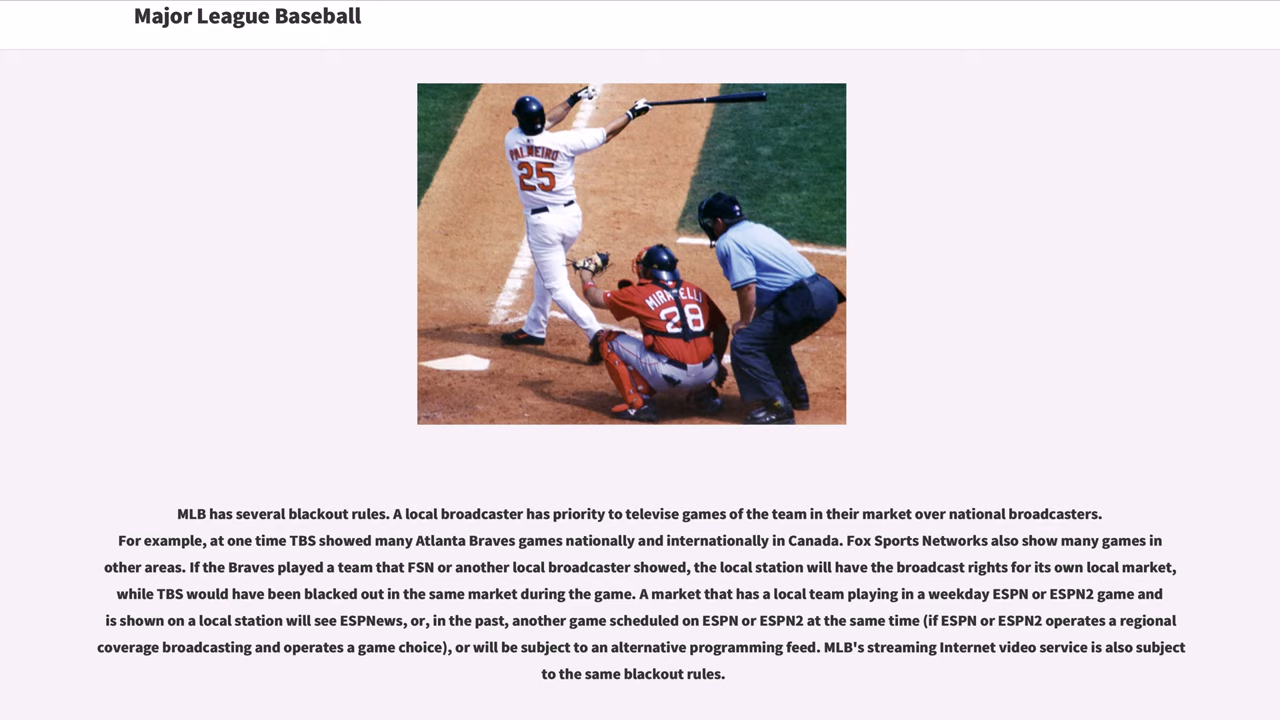 Major League Baseball
PALMEIRO
25
MIRABELLI
28
MLB has several blackout rules. A local broadcaster has priority to televise games of the team in their market over national broadcasters.
For example, at one time TBS showed many Atlanta Braves games nationally and internationally in Canada. Fox Sports Networks also show many games in
other areas. If the Braves played a team that FSN or another local broadcaster showed, the local station will have the broadcast rights for its own local market,
while TBS would have been blacked out in the same market during the game. A market that has a local team playing in a weekday ESPN or ESPN2 game and
is shown on a local station will see ESPNews, or, in the past, another game scheduled on ESPN or ESPN2 at the same time (if ESPN or ESPN2 operates a regional
coverage broadcasting and operates a game choice), or will be subject to an alternative programming feed. MLB's streaming Internet video service is also subject
to the same blackout rules.